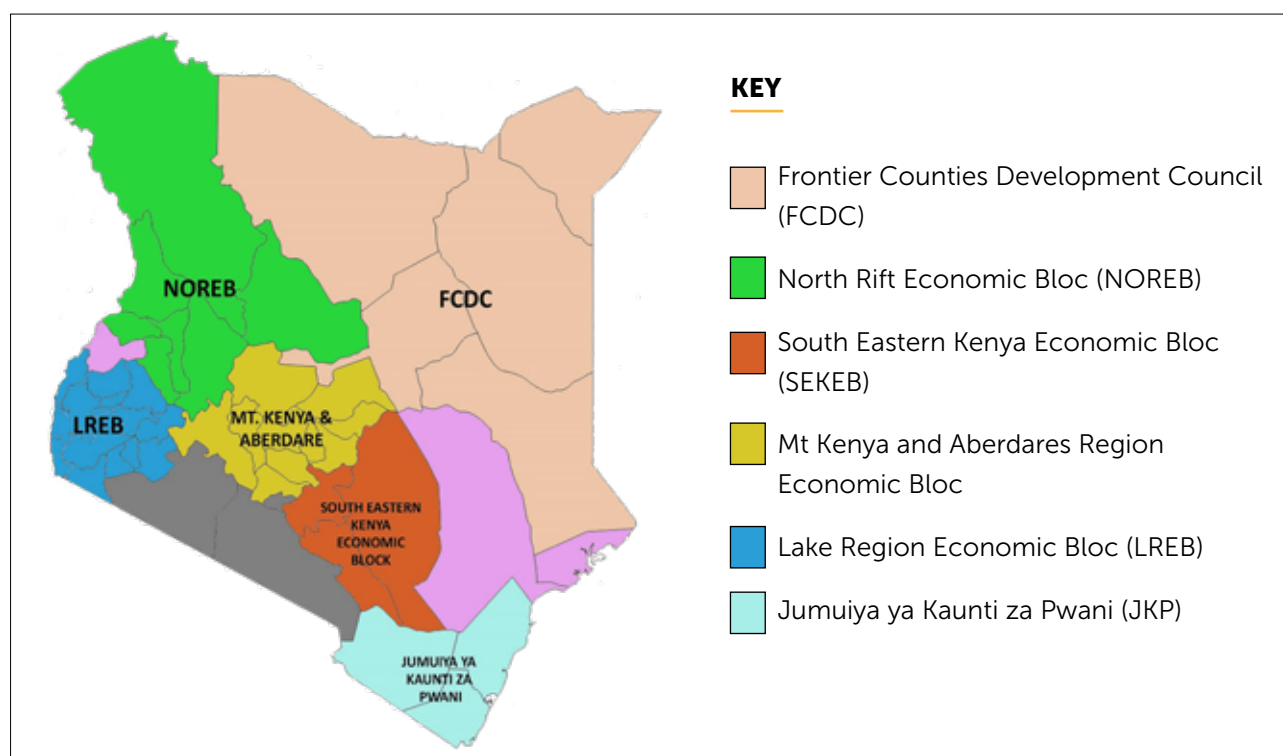 KEY
Frontier Counties Development Council
(FCDC)
North Rift Economic Bloc (NOREB)
South Eastern Kenya Economic Bloc
(SEKEB)
Mt Kenya and Aberdares Region
Economic Bloc
Lake Region Economic Bloc (LREB)
Jumuiya ya Kaunti za Pwani (JKP)
NOREB
FCDC
LREB
MT. KENYA &
ABERDARE
SOUTH EASTERN
KENYA
ECONOMIC
BLOCK
JUMUIYA YA
KAUNTI ZA
PWANI